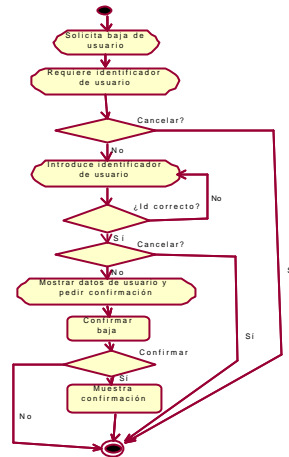 Solicita baja de
usuario
Requiere identificador
de usuario
Cancelar?
No
Introduce identificador
de usuario
No
¿Id correcto?
Sí
Cancelar?
No
Mostrar datos de usuario y
pedir confirmación
Sí
Confirmar
baja
Confirmar
Sí
Muestra
confirmación
No